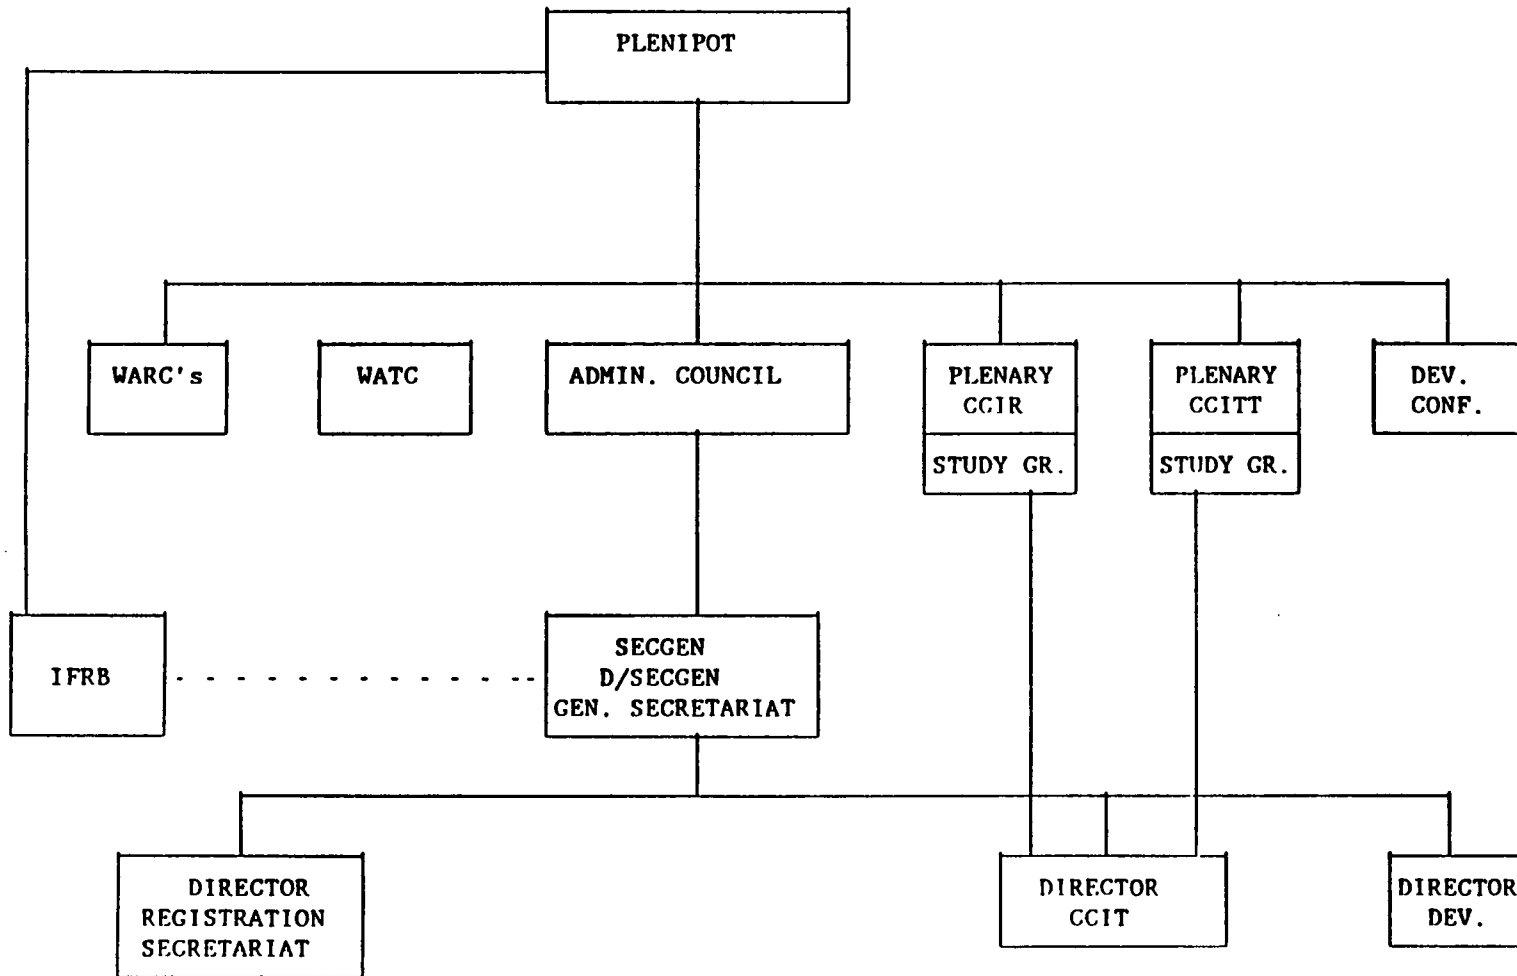 PLENIPOT
WARC's
WATC
ADMIN. COUNCIL
PLENARY
CCIR
STUDY GR.
PLENARY
CCITT
STUDY GR.
DEV.
CONF.
IFRB
SECGEN
D/SECGEN
GEN. SECRETARIAT
DIRECTOR
REGISTRATION
SECRETARIAT
DIRECTOR
CCIT
DIRECTOR
DEV.